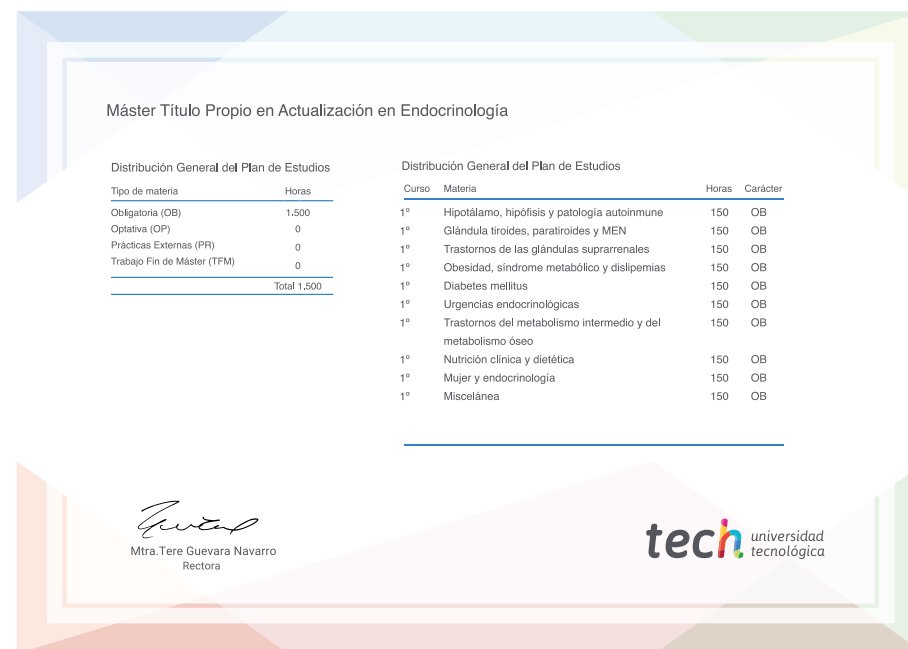 Máster Título Propio en Actualización en Endocrinología
Distribución General del Plan de Estudios
Tipo de materia Horas
Obligatoria (OB) 1.500
Optativa (OP) 0
Prácticas Externas (PR) 0
Trabajo Fin de Máster (TFM) 0
Total 1.500
Distribución General del Plan de Estudios
Curso Materia Horas Carácter
1º Hipotálamo, hipófisis y patología autoinmune 150 OB
1º Glándula tiroides, paratiroides y MEN 150 OB
1º Trastornos de las glándulas suprarrenales 150 OB
1º Obesidad, síndrome metabólico y dislipemias 150 OB
1º Diabetes mellitus 150 OB
1º Urgencias endocrinológicas 150 OB
1º Trastornos del metabolismo intermedio y del 150 OB
metabolismo óseo
1º Nutrición clínica y dietética 150 OB
1º Mujer y endocrinología 150 OB
1º Miscelánea 150 OB
Mtra.Tere Guevara Navarro
Rectora
tech universidad
tecnológica